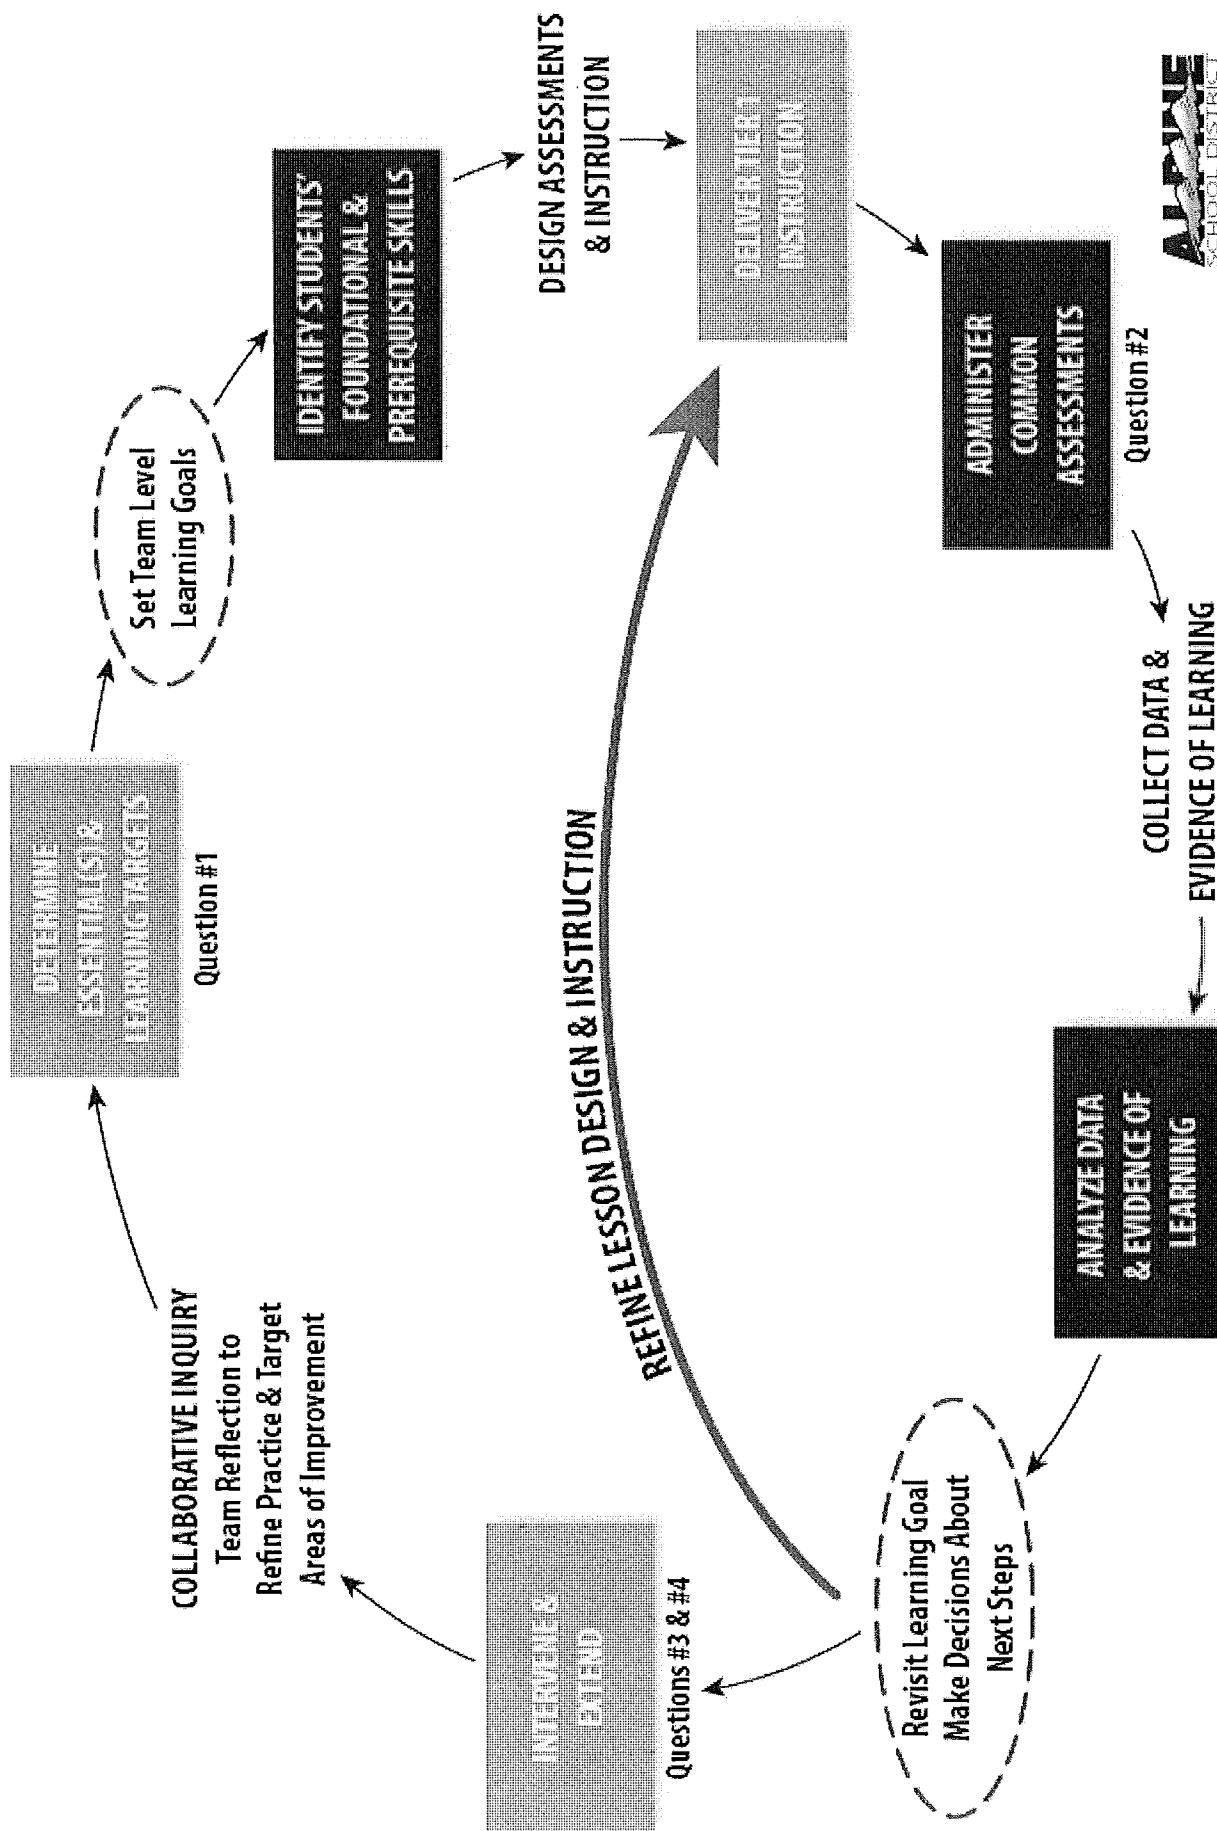 DETERMINE
ESSENTIAL(S) &
LEARNING TARGETS
Question #1
Set Team Level
Learning Goals
IDENTIFY STUDENTS'
FOUNDATIONAL &
PREREQUISITE SKILLS
DESIGN ASSESSMENTS
& INSTRUCTION
DELIVER TIER 1
INSTRUCTION
ADMINISTER
COMMON
ASSESSMENTS
Question #2
COLLECT DATA &
EVIDENCE OF LEARNING
ANALYZE DATA
& EVIDENCE OF
LEARNING
Revisit Learning Goal
Make Decisions About
Next Steps
REFINE LESSON DESIGN & INSTRUCTION
INTERVENE &
EXTEND
Questions #3 & #4
COLLABORATIVE INQUIRY
Team Reflection to
Refine Practice & Target
Areas of Improvement
ALPINE
SCHOOL DISTRICT